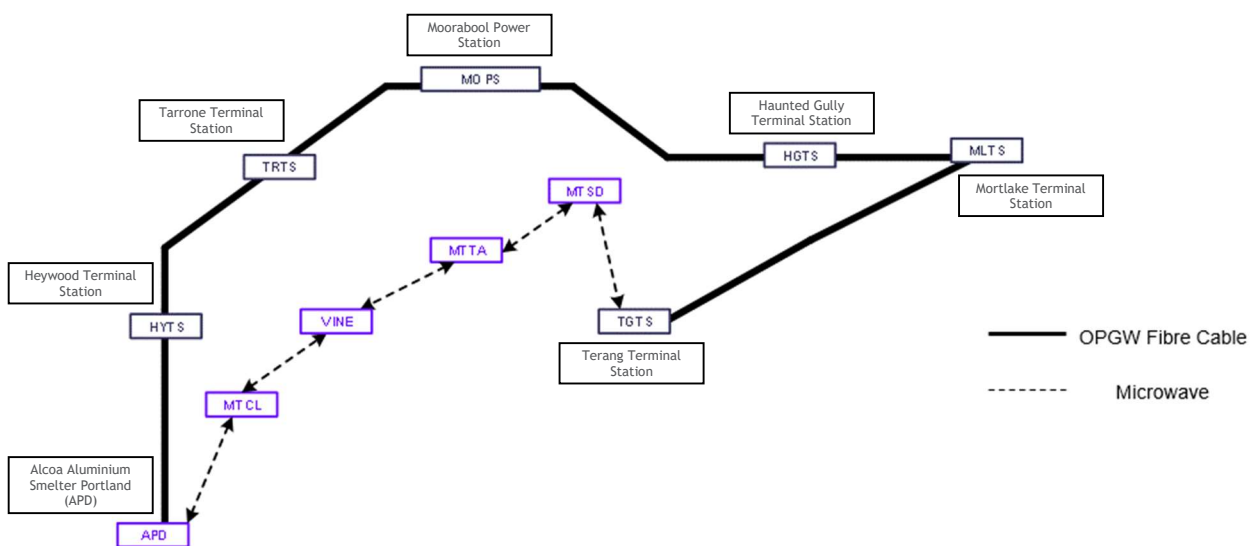 Moorabool Power
Station
MOPS
Tarrone Terminal
Station
Haunted Gully
Terminal Station
TRTS
HGTS
MLTS
Mortlake Terminal
Station
MTSD
MTTA
Heywood Terminal
Station
HYTS
VINE
TGTS
Terang Terminal
Station
OPGW Fibre Cable
Microwave
MTCL
Alcoa Aluminium
Smelter Portland
(APD)
APD